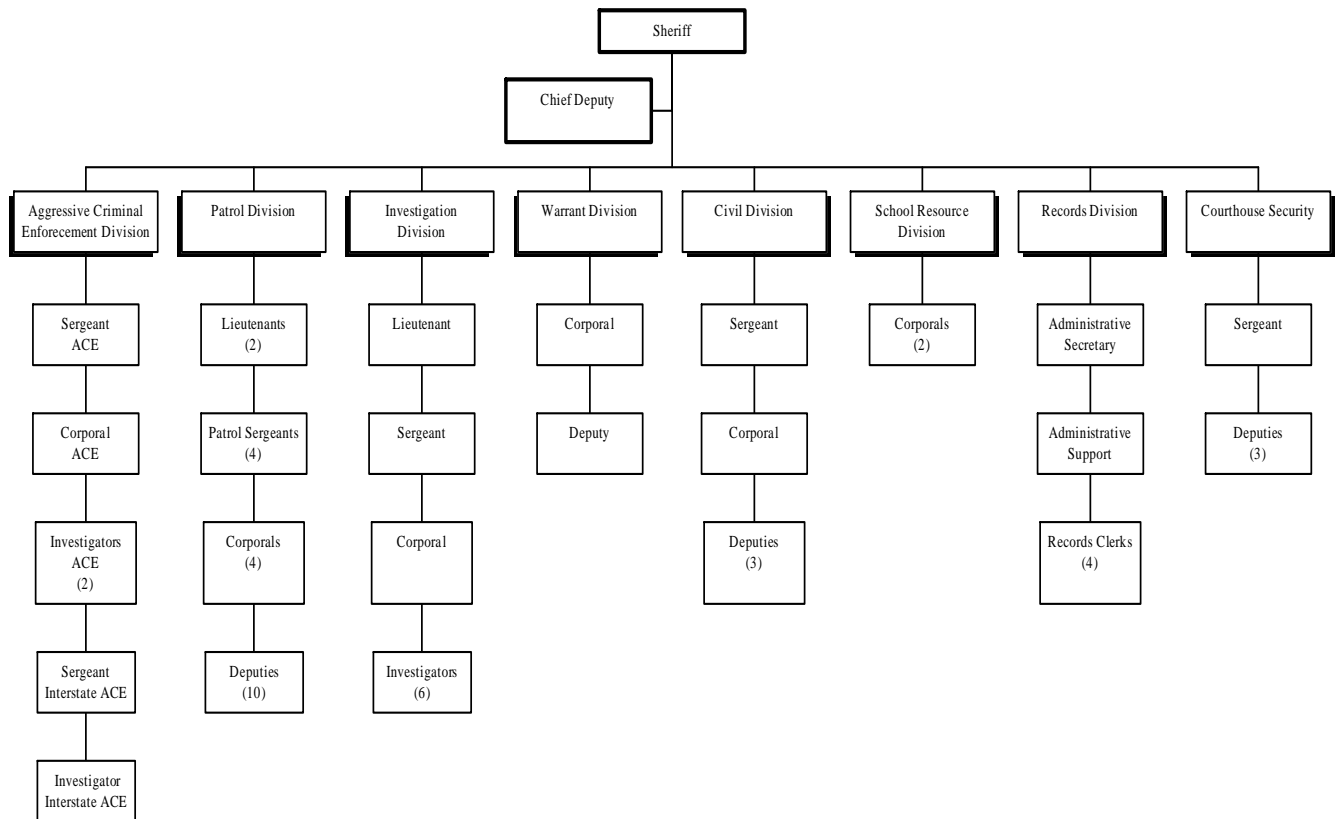 Sheriff
Chief Deputy
Aggressive Criminal
Enforecement Division
Patrol Division
Investigation
Division
Warrant Division
Civil Division
School Resource
Division
Records Division
Courthouse Security
Sergeant
ACE
Lieutenants
(2)
Lieutenant
Corporal
Sergeant
Corporals
(2)
Administrative
Secretary
Sergeant
Corporal
ACE
Patrol Sergeants
(4)
Sergeant
Deputy
Corporal
Administrative
Support
Deputies
(3)
Investigators
ACE
(2)
Corporals
(4)
Corporal
Deputies
(3)
Records Clerks
(4)
Sergeant
Interstate ACE
Deputies
(10)
Investigators
(6)
Investigator
Interstate ACE